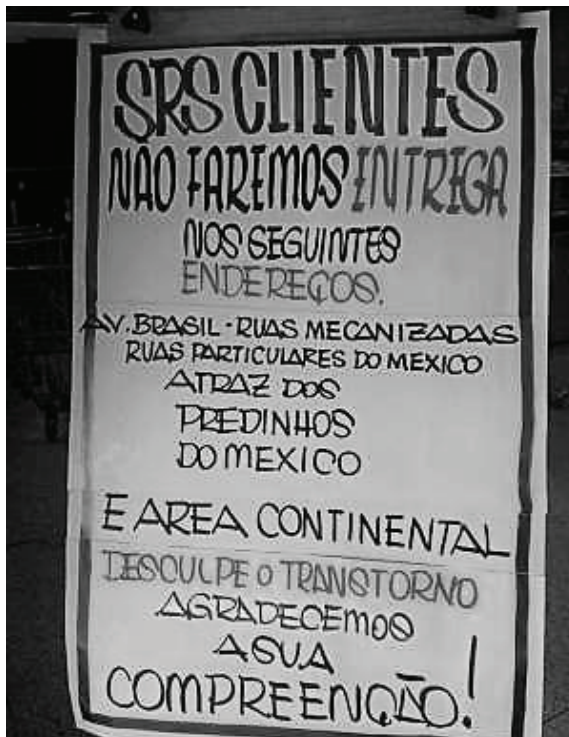 SRS CLIENTES
NÃO FAREMOS ENTREGA
NOS SEGUINTES
ENDEREÇOS.
AV. BRASIL - RUAS MECANIZADAS
RUAS PARTICULARES DO MEXICO
ATRAZ DOS
PREDINHOS
DO MEXICO
E AREA CONTINENTAL
DESCULPE O TRANSTORNO
AGRADECEMOS
A SUA
COMPREENÇÃO!